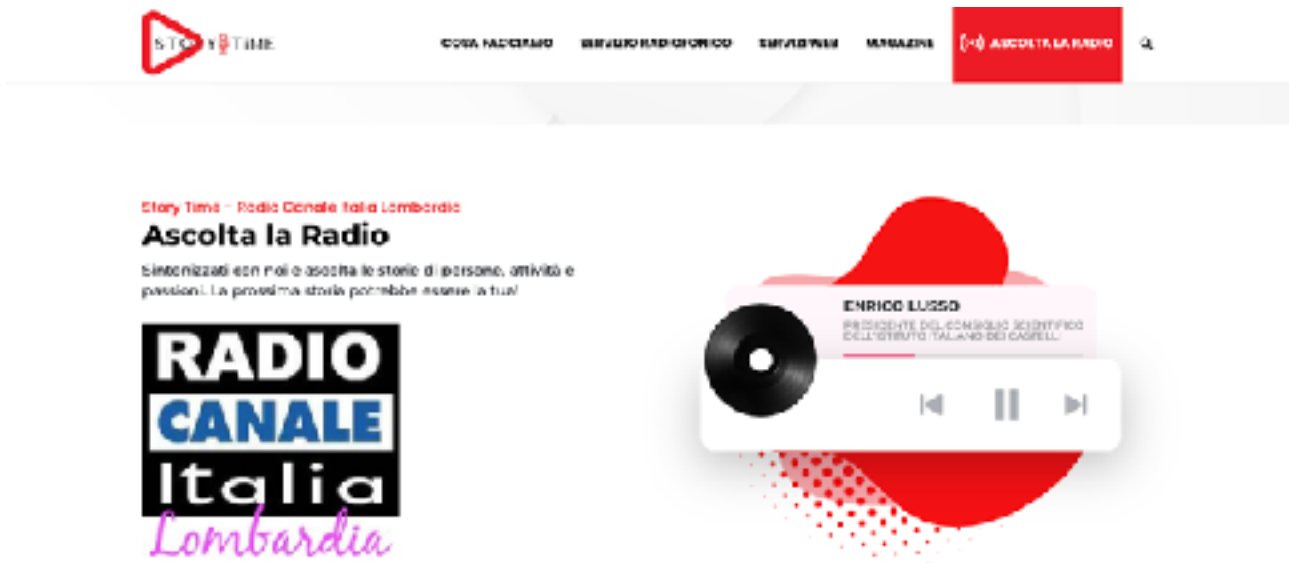 STORY TIME
COSA FACCIAMO SERVIZIO RADIOFONICO SERVIZI WEB MAGAZINE ASCOLTA LA RADIO
Story Time - Radio Canale Italia Lombardia
Ascolta la Radio
Sintonizzati con noi e ascolta le storie di persone, attività e
passioni. La prossima storia potrebbe essere la tua!
RADIO
CANALE
Italia
Lombardia
ENRICO LUSSO
PRESIDENTE DEL CONSIGLIO SCIENTIFICO
DELL'ISTITUTO ITALIANO DEI CASTELLI